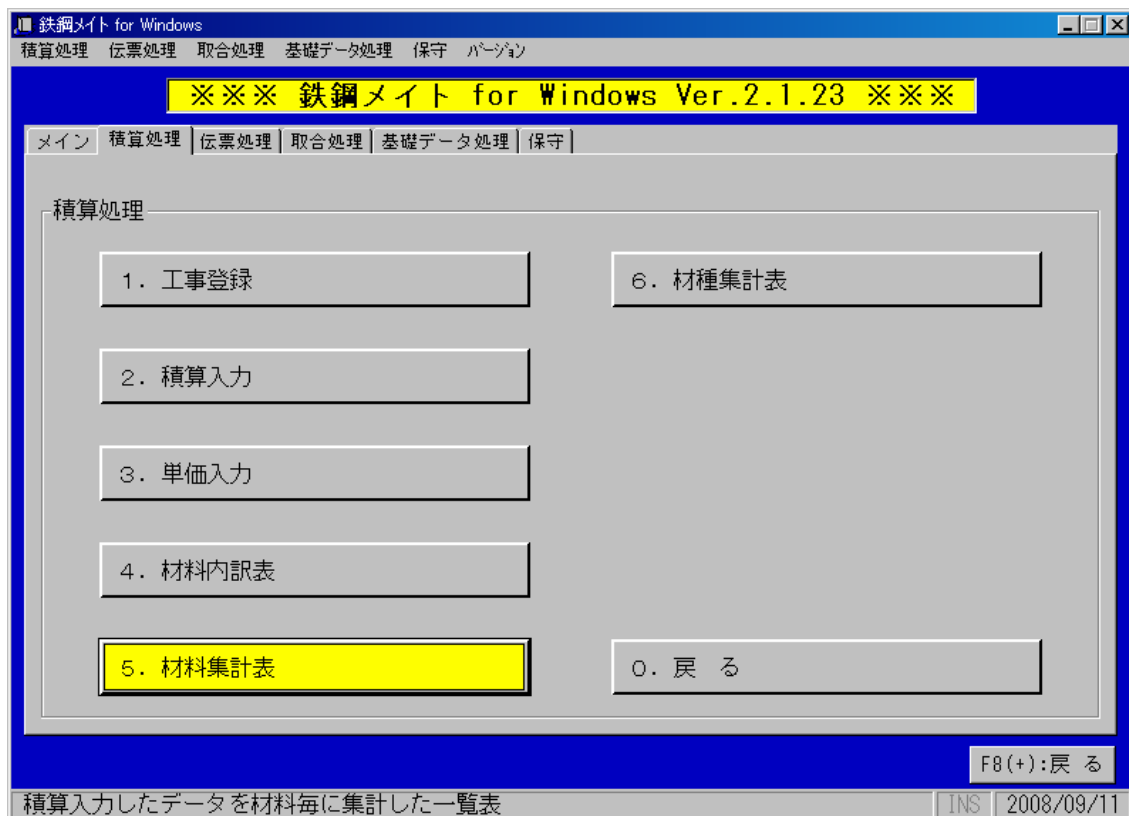 鉄鋼メイト for Windows
積算処理 伝票処理 取合処理 基礎データ処理 保守 バージョン
※※※ 鉄鋼メイト for Windows Ver.2.1.23 ※※※
メイン 積算処理 伝票処理 取合処理 基礎データ処理 保守
積算処理
1. 工事登録
6. 材種集計表
2. 積算入力
3. 単価入力
4. 材料内訳表
5. 材料集計表
0. 戻 る
F8(+):戻 る
積算入力したデータを材料毎に集計した一覧表 INS 2008/09/11